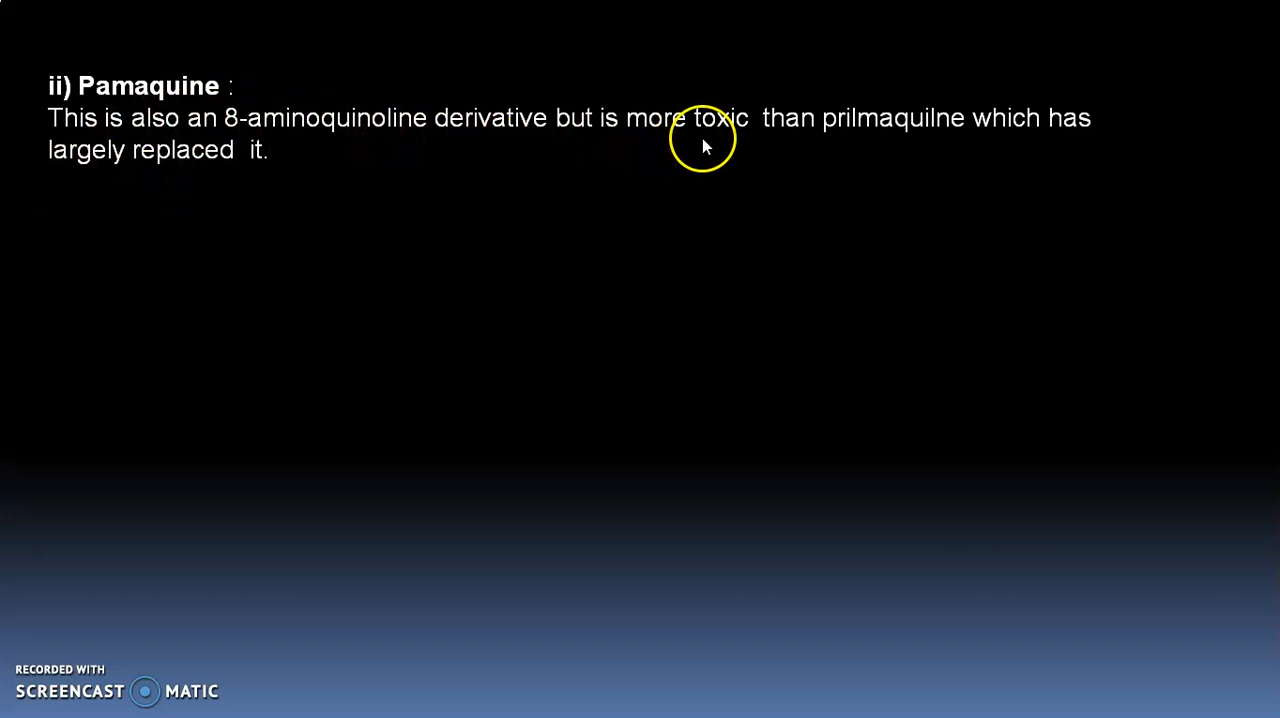 ii) Pamaquine :
This is also an 8-aminoquinoline derivative but is more toxic  than prilmaquilne which has
largely replaced  it.
RECORDED WITH
SCREENCAST MATIC